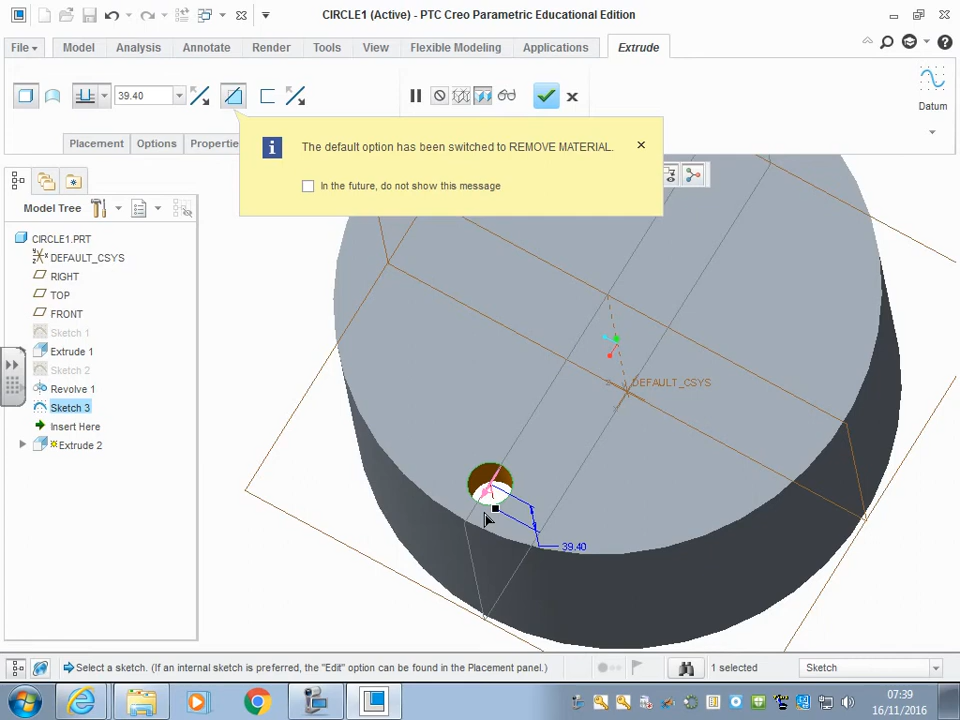 CIRCLE1 (Active) - PTC Creo Parametric Educational Edition
File
Model
Analysis
Annotate
Render
Tools
View
Flexible Modeling
Applications
Extrude
39.40
Datum
Placement
Options
Properties
The default option has been switched to REMOVE MATERIAL.
In the future, do not show this message
Model Tree
CIRCLE1.PRT
DEFAULT_CSYS
RIGHT
TOP
FRONT
Sketch 1
Extrude 1
Sketch 2
Revolve 1
Sketch 3
Insert Here
Extrude 2
DEFAULT_CSYS
39.40
Select a sketch. (If an internal sketch is preferred, the "Edit" option can be found in the Placement panel.)
1 selected
Sketch
07:39
16/11/2016